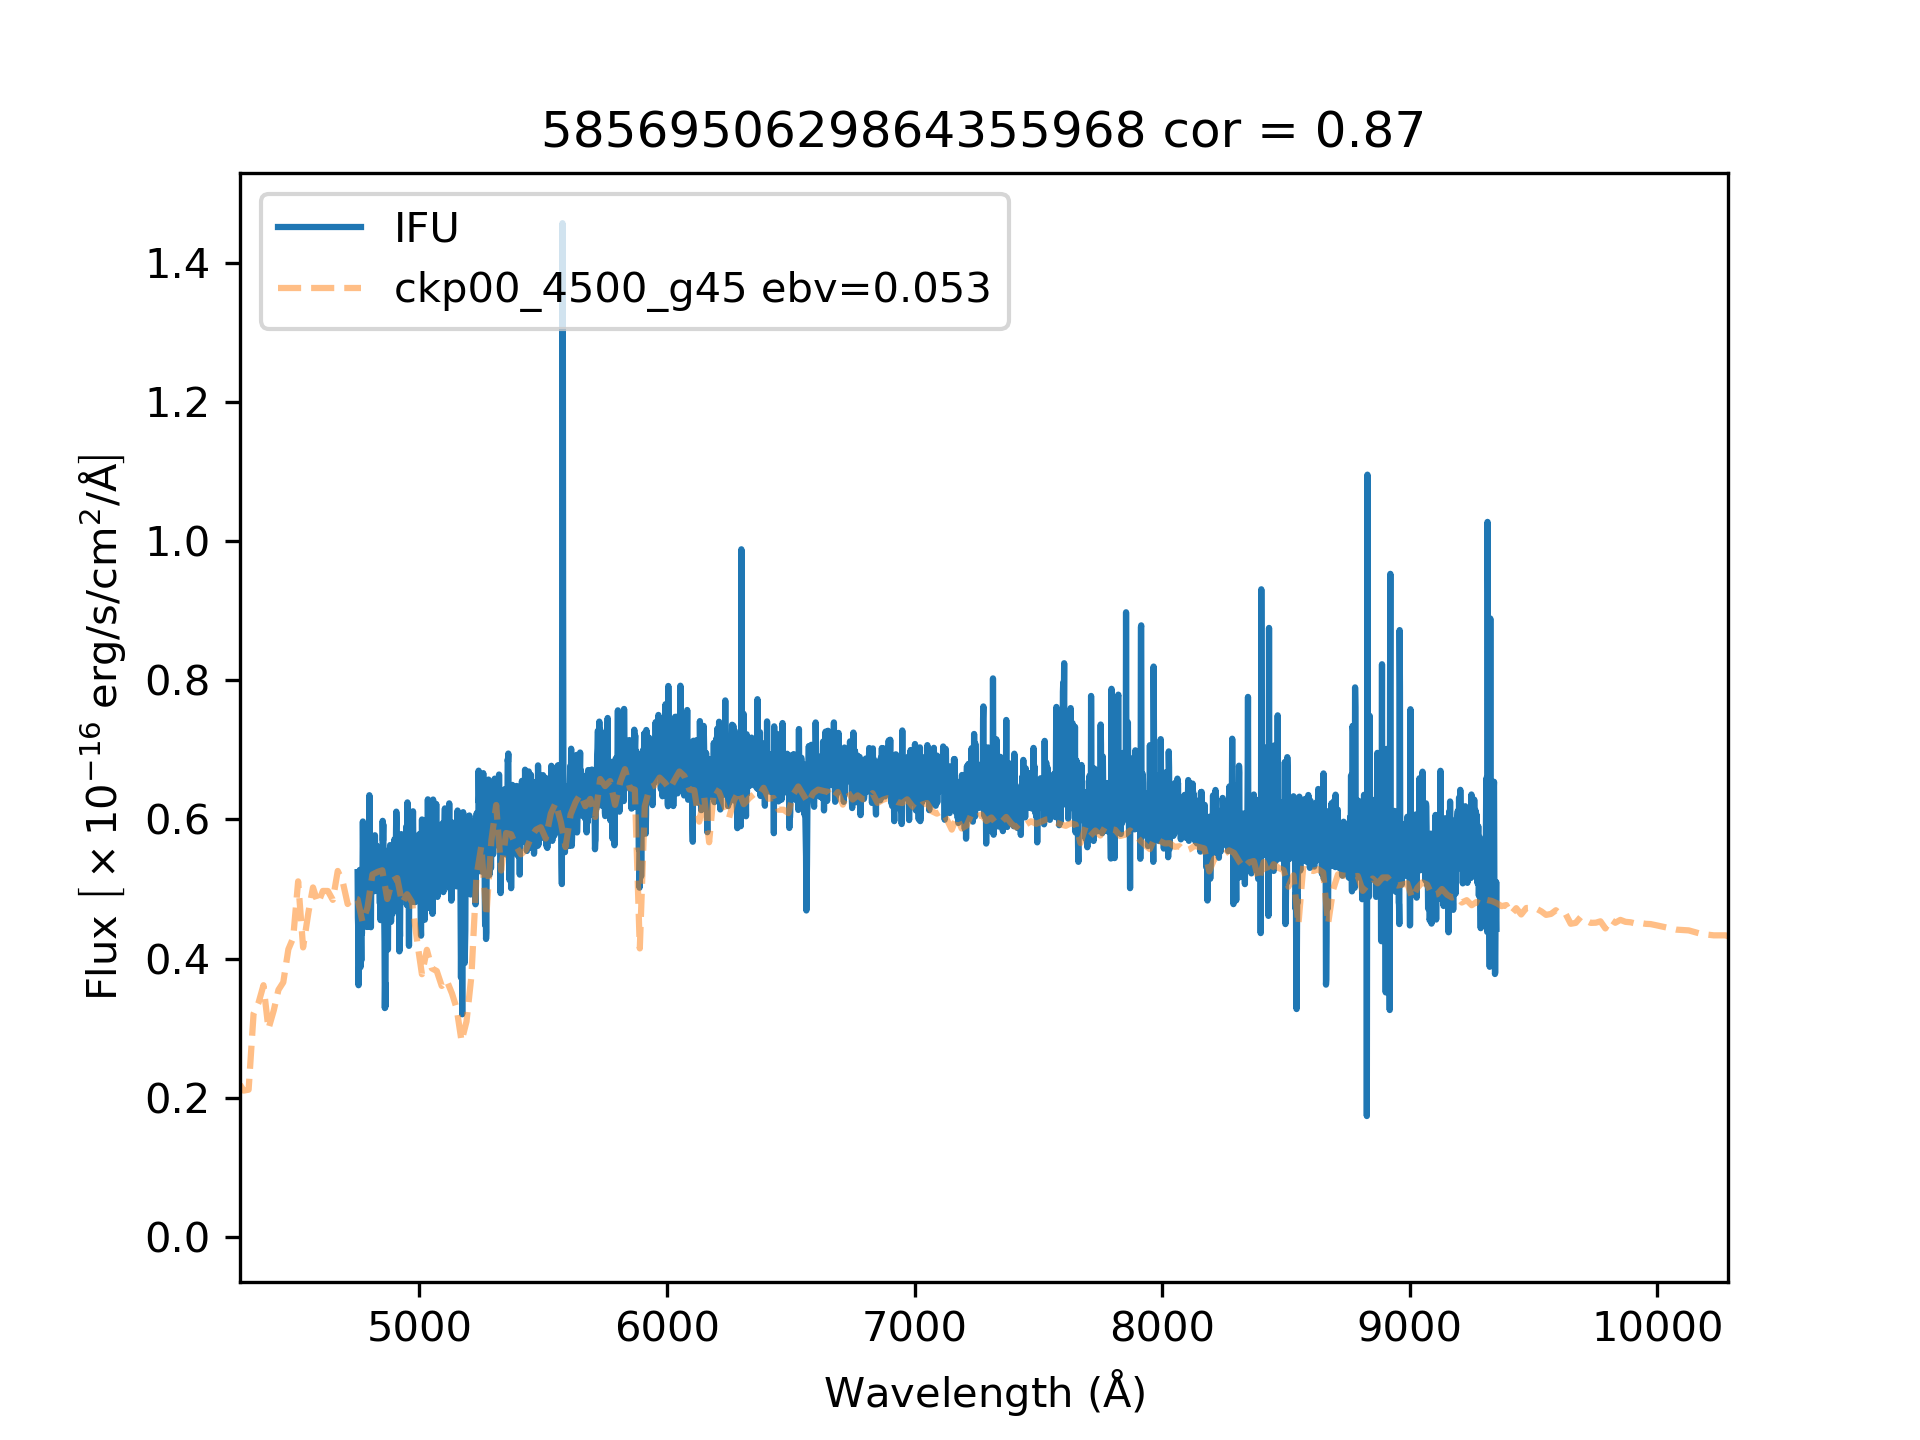 5856950629864355968 cor = 0.87
IFU
ckp00_4500_g45 ebv=0.053
Flux [×10⁻¹⁶ erg/s/cm²/Å]
1.4
1.2
1.0
0.8
0.6
0.4
0.2
0.0
5000 6000 7000 8000 9000 10000
Wavelength (Å)